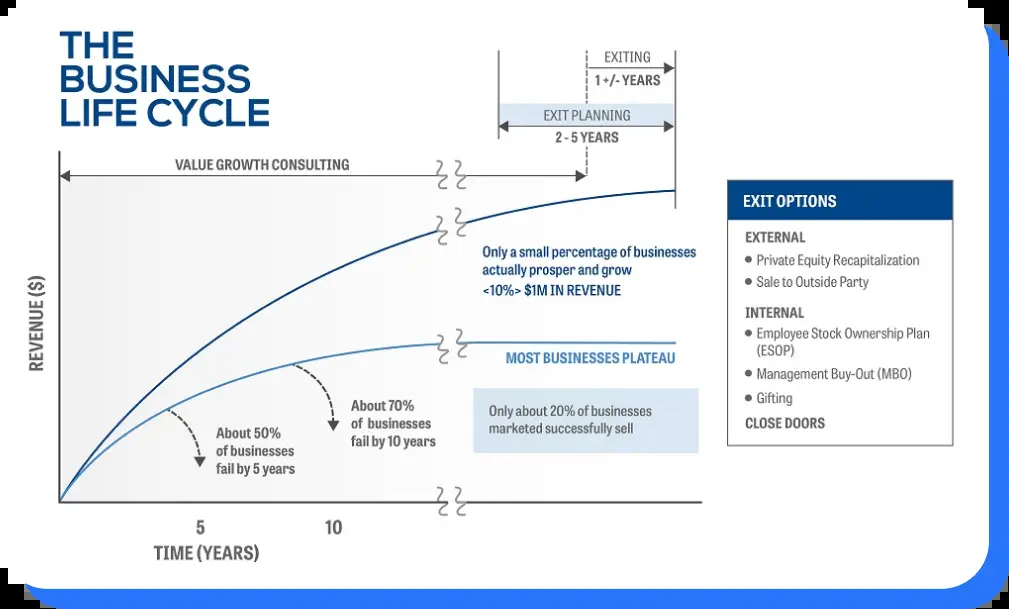 THE
BUSINESS
LIFE CYCLE
EXITING
1 +/- YEARS
EXIT PLANNING
2 - 5 YEARS
VALUE GROWTH CONSULTING
REVENUE ($)
Only a small percentage of businesses
actually prosper and grow
<10%> $1M IN REVENUE
MOST BUSINESSES PLATEAU
About 50%
of businesses
fail by 5 years
About 70%
of businesses
fail by 10 years
Only about 20% of businesses
marketed successfully sell
5
10
TIME (YEARS)
EXIT OPTIONS
EXTERNAL
• Private Equity Recapitalization
• Sale to Outside Party
INTERNAL
• Employee Stock Ownership Plan
(ESOP)
• Management Buy-Out (MBO)
• Gifting
CLOSE DOORS